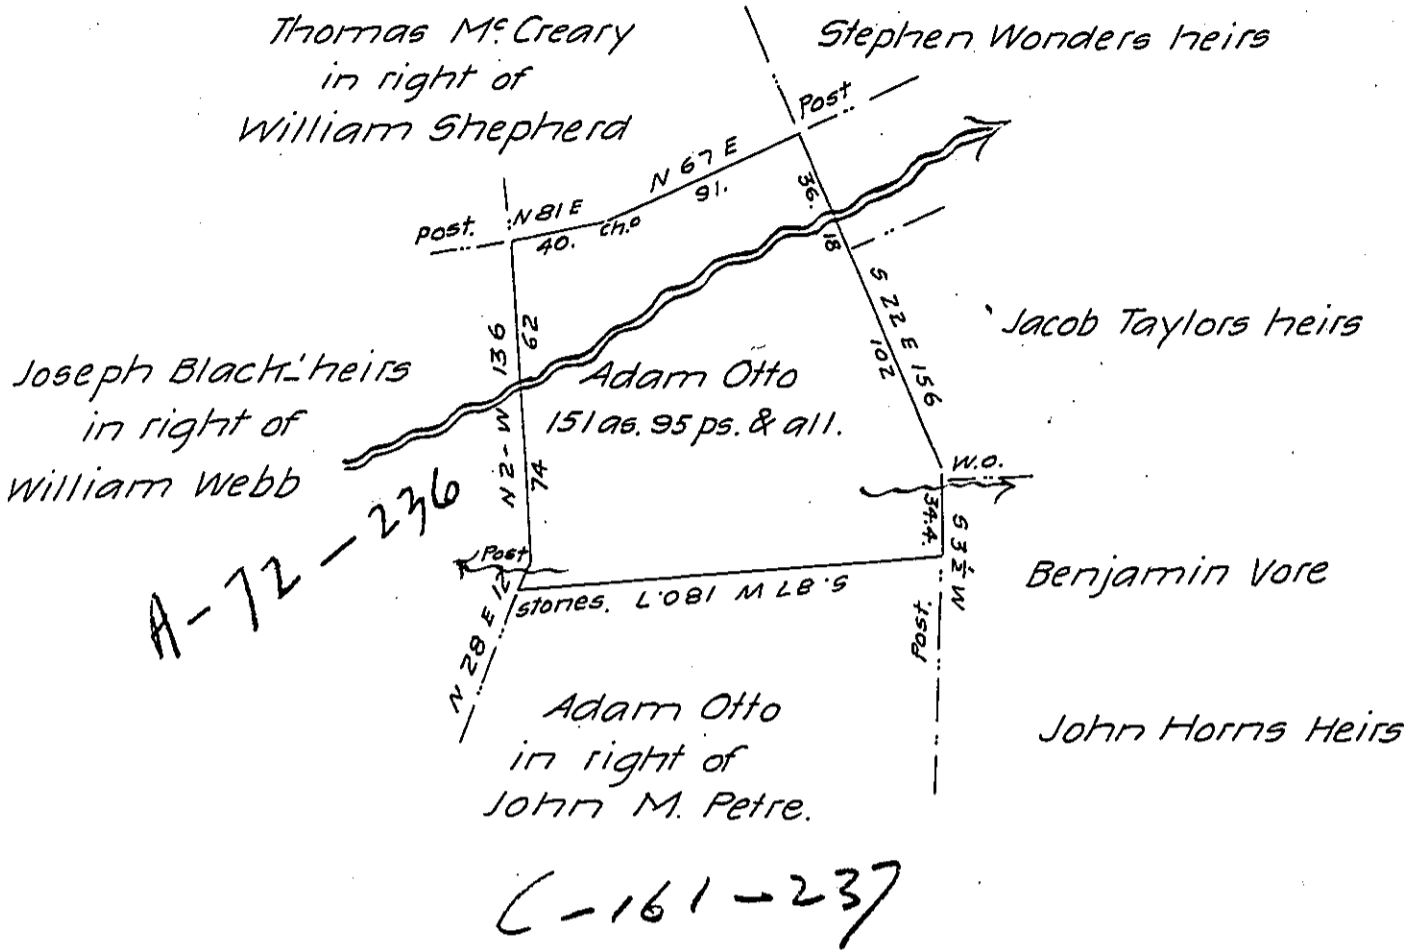 Thomas McCreary
in right of
William Shepherd
Stephen Wonders heirs
Post
N 67 E
91.
36.
18
Post.
N 81 E
40.
ch.o
S 22 E 156
102
Jacob Taylors heirs
Joseph Black' heirs
in right of
William Webb
N 2 - W 136
62
74
Adam Otto
151 as. 95 ps. & all.
W.O.
34.4.
S 3 1/2 W
Post
A-72-236
Post
N 28 E 12
stones.
S. 87 W 180.7
Benjamin Vore
Adam Otto
in right of
John M. Petre.
John Horns Heirs
C-161-237